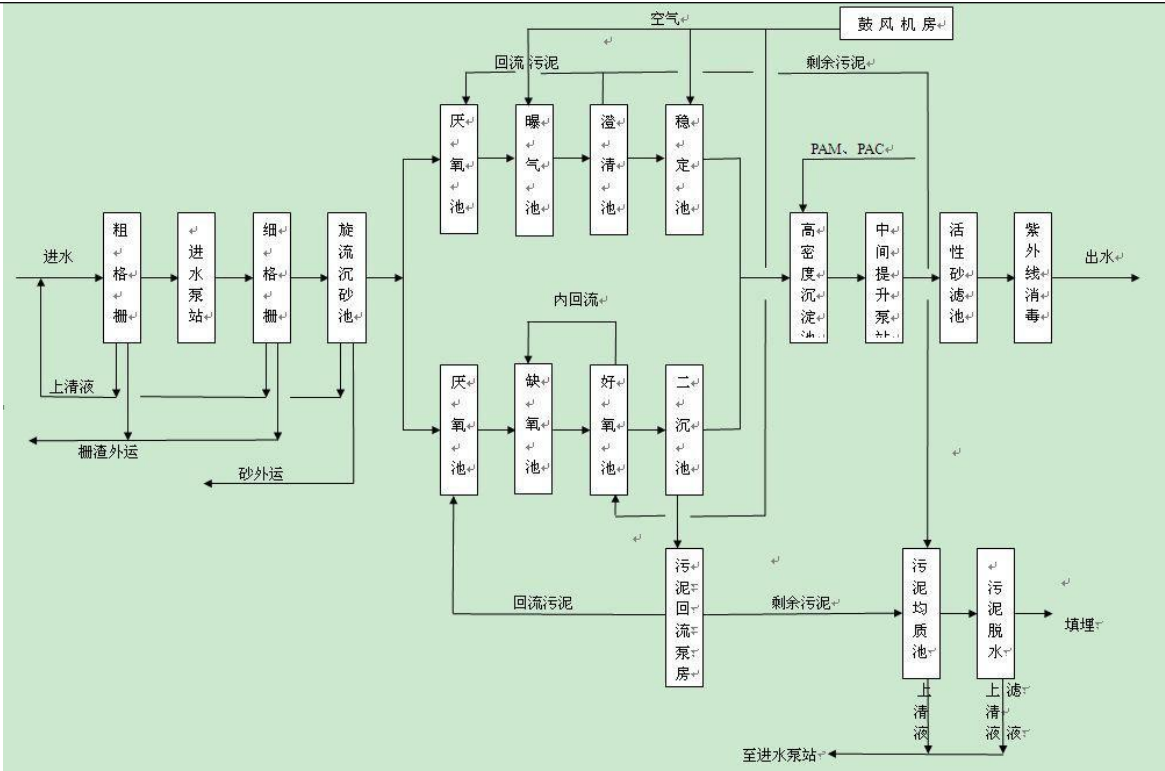 空气
鼓风机房
回流污泥
剩余污泥
厌氧池
曝气池
澄清池
稳定池
PAM、PAC
粗格栅
进水泵站
细格栅
旋流沉砂池
高密度沉淀池
中间提升泵站
活性砂滤池
紫外线消毒
进水
出水
内回流
上清液
厌氧池
缺氧池
好氧池
二沉池
栅渣外运
砂外运
污泥回流泵房
污泥均质池
污泥脱水
回流污泥
剩余污泥
填埋
上清液
上清液
滤液
至进水泵站